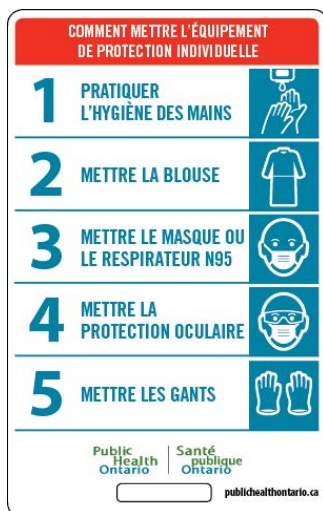 COMMENT METTRE L'ÉQUIPEMENT
DE PROTECTION INDIVIDUELLE
1
PRATIQUER
L'HYGIÈNE DES MAINS
2
METTRE LA BLOUSE
3
METTRE LE MASQUE OU
LE RESPIRATEUR N95
4
METTRE LA
PROTECTION OCULAIRE
5
METTRE LES GANTS
Public
Health
Ontario
Santé
publique
Ontario
publichealthontario.ca